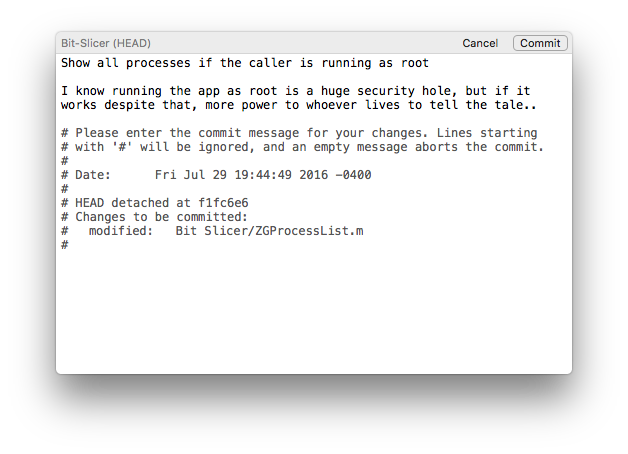 Bit-Slicer (HEAD) Cancel Commit
Show all processes if the caller is running as root
I know running the app as root is a huge security hole, but if it
works despite that, more power to whoever lives to tell the tale..
# Please enter the commit message for your changes. Lines starting
# with '#' will be ignored, and an empty message aborts the commit.
#
# Date:      Fri Jul 29 19:44:49 2016 -0400
#
# HEAD detached at f1fc6e6
# Changes to be committed:
#   modified:   Bit Slicer/ZGProcessList.m
#